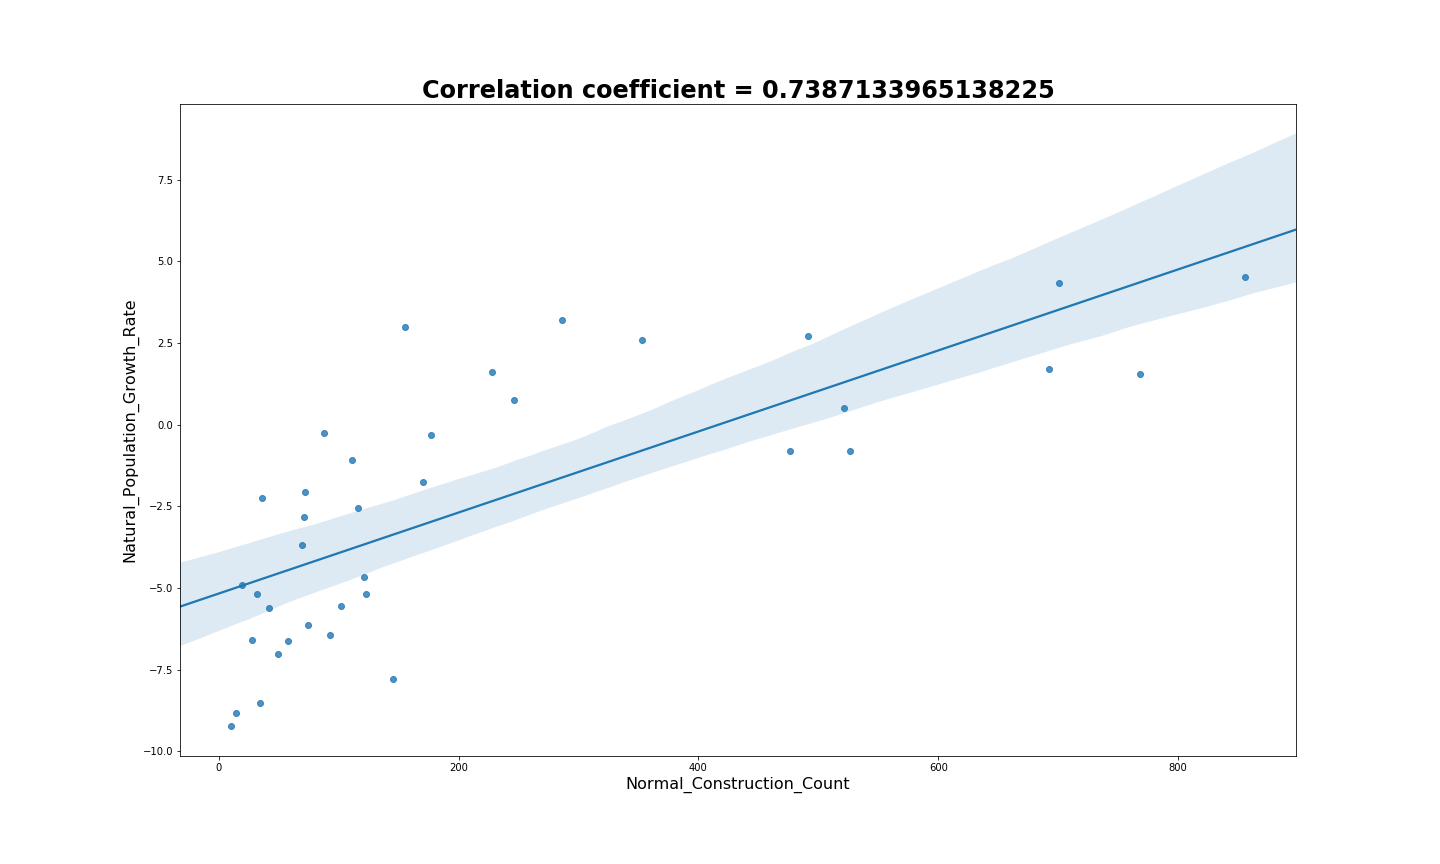 Correlation coefficient = 0.7387133965138225
7.5
5.0
2.5
0.0
−2.5
−5.0
−7.5
−10.0
Natural_Population_Growth_Rate
0 200 400 600 800
Normal_Construction_Count